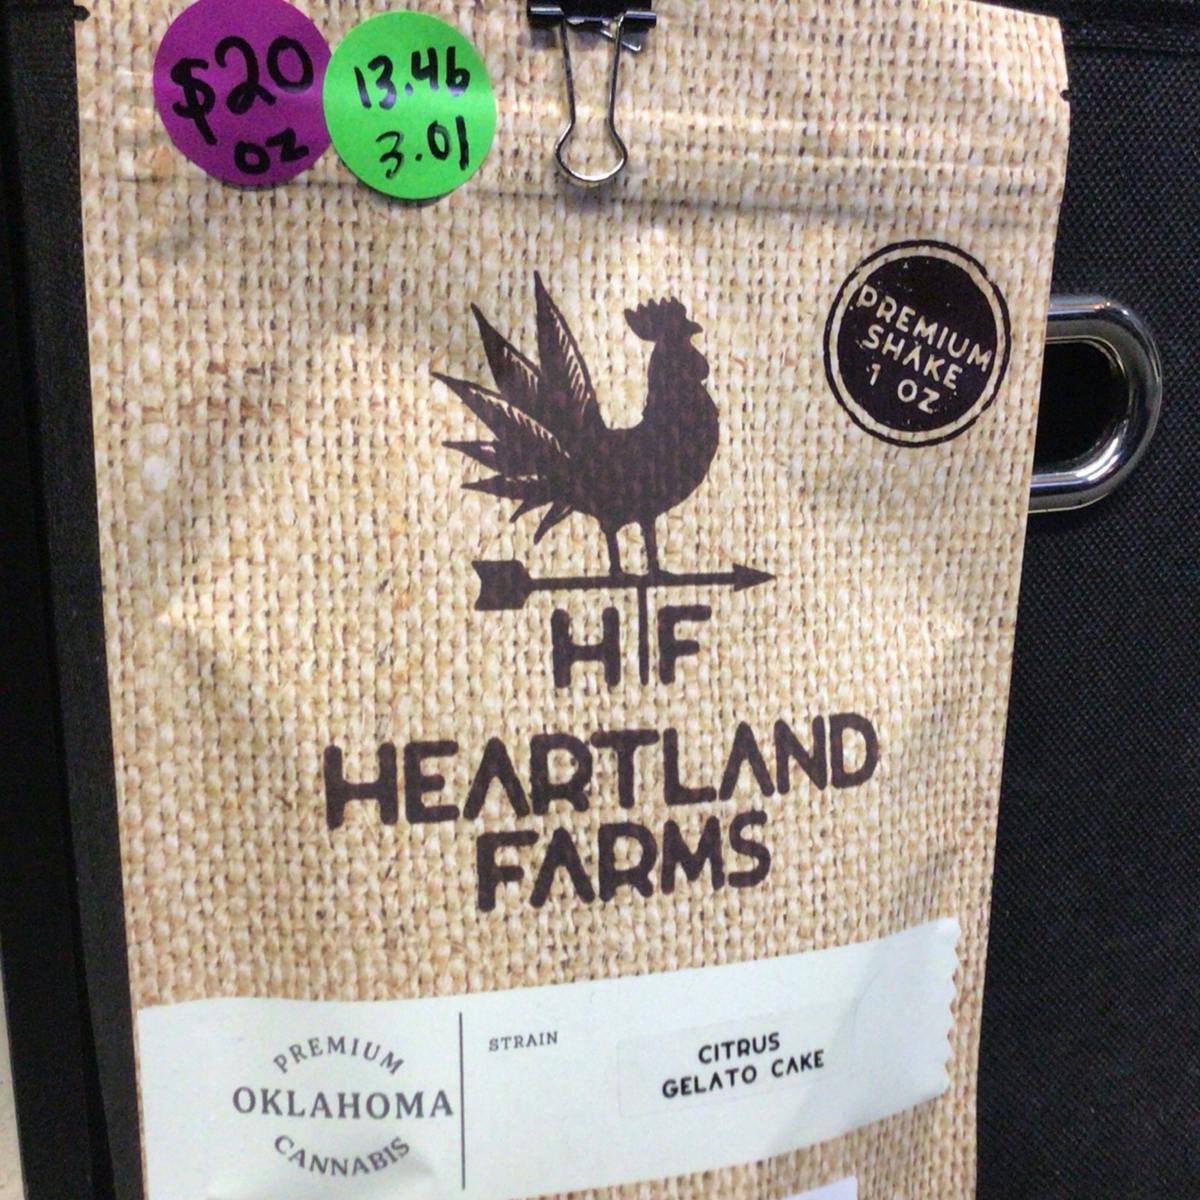 $20
oz
13.46
3.01
PREMIUM
SHAKE
1 OZ
H F
HEARTLAND
FARMS
PREMIUM
OKLAHOMA
CANNABIS
STRAIN
CITRUS
GELATO CAKE